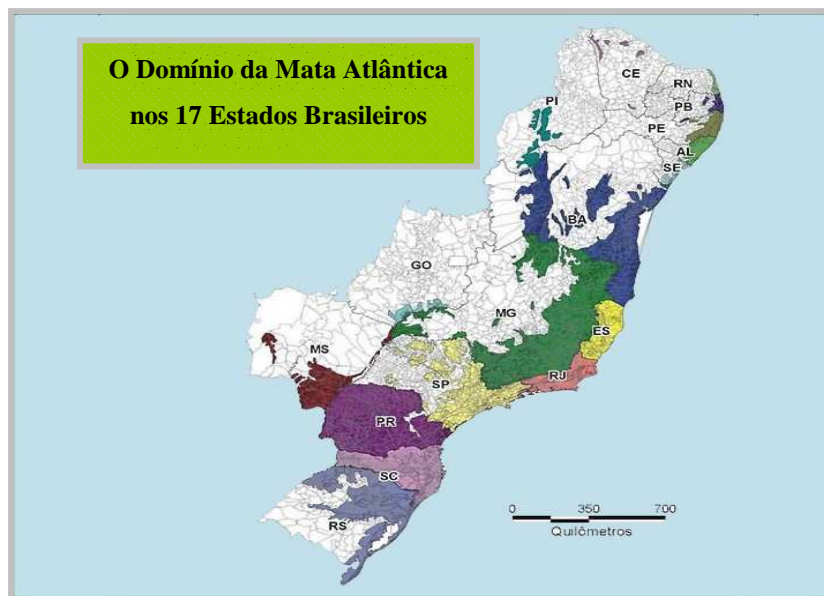 O Domínio da Mata Atlântica
nos 17 Estados Brasileiros
CE
RN
PB
PI
PE
AL
SE
BA
GO
MG
ES
MS
SP
RJ
PR
SC
RS
0 350 700
Quilômetros